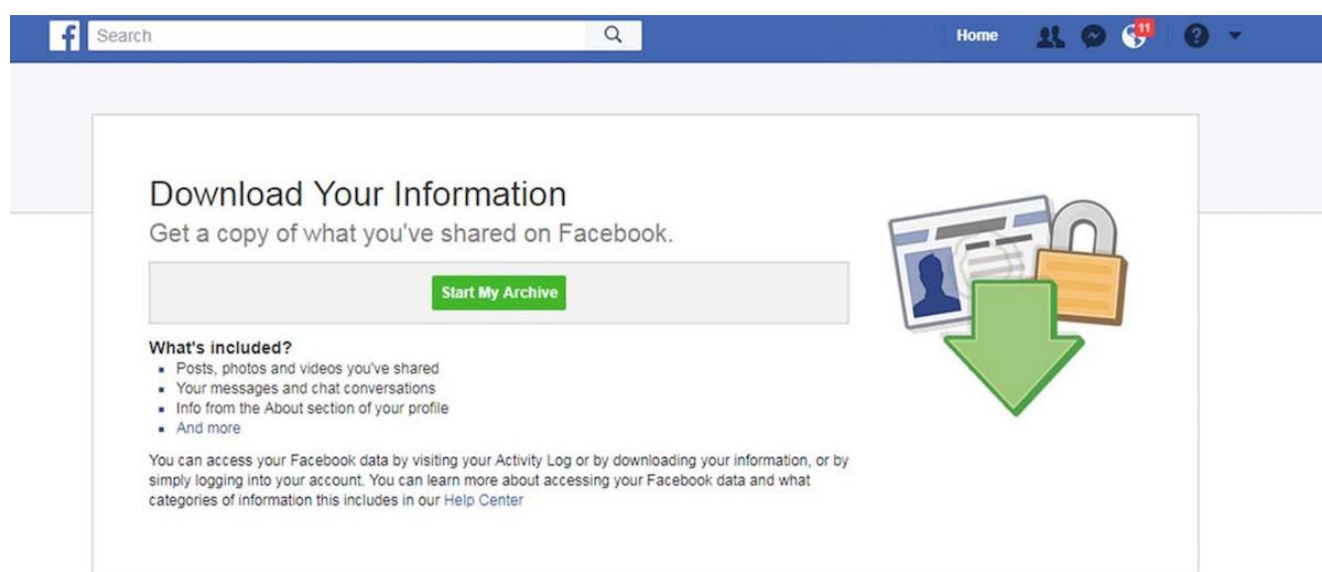 f
Search
Home
11
?
Download Your Information
Get a copy of what you've shared on Facebook.
Start My Archive
What's included?
Posts, photos and videos you've shared
Your messages and chat conversations
Info from the About section of your profile
And more
You can access your Facebook data by visiting your Activity Log or by downloading your information, or by
simply logging into your account. You can learn more about accessing your Facebook data and what
categories of information this includes in our Help Center